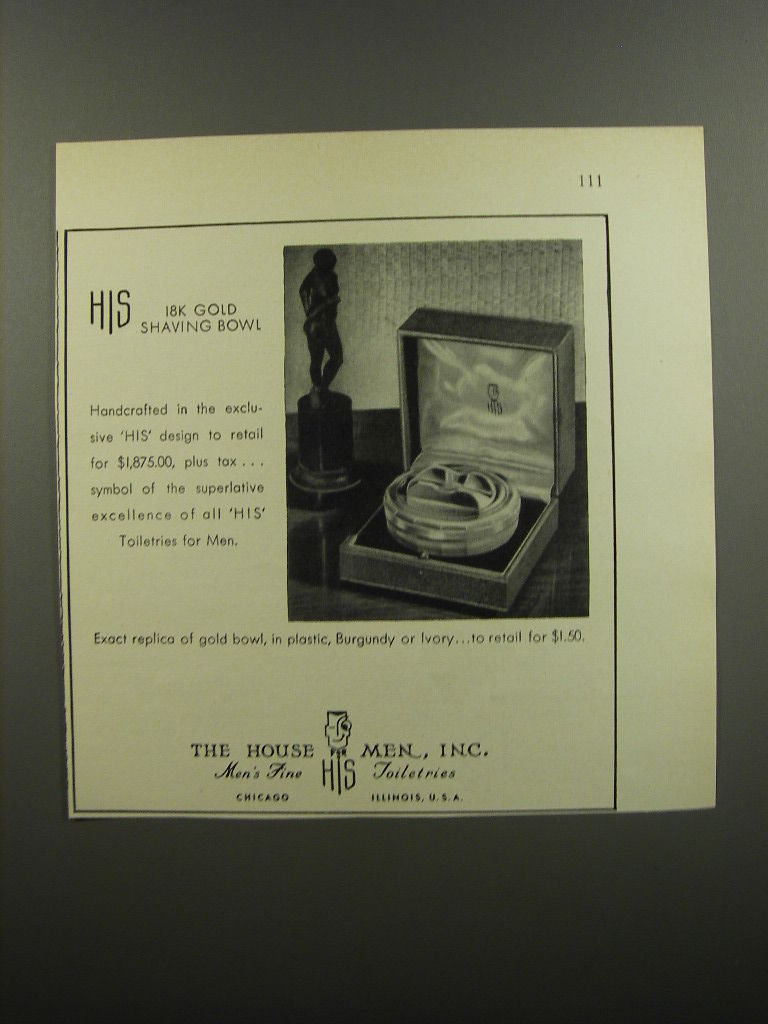 111
HIS
18K GOLD
SHAVING BOWL
Handcrafted in the exclu-
sive 'HIS' design to retail
for $1,875.00, plus tax...
symbol of the superlative
excellence of all 'HIS'
Toiletries for Men.
HIS
Exact replica of gold bowl, in plastic, Burgundy or Ivory...to retail for $1.50.
THE HOUSE FOR MEN, INC.
Men's Fine HIS Toiletries
CHICAGO ILLINOIS, U.S.A.